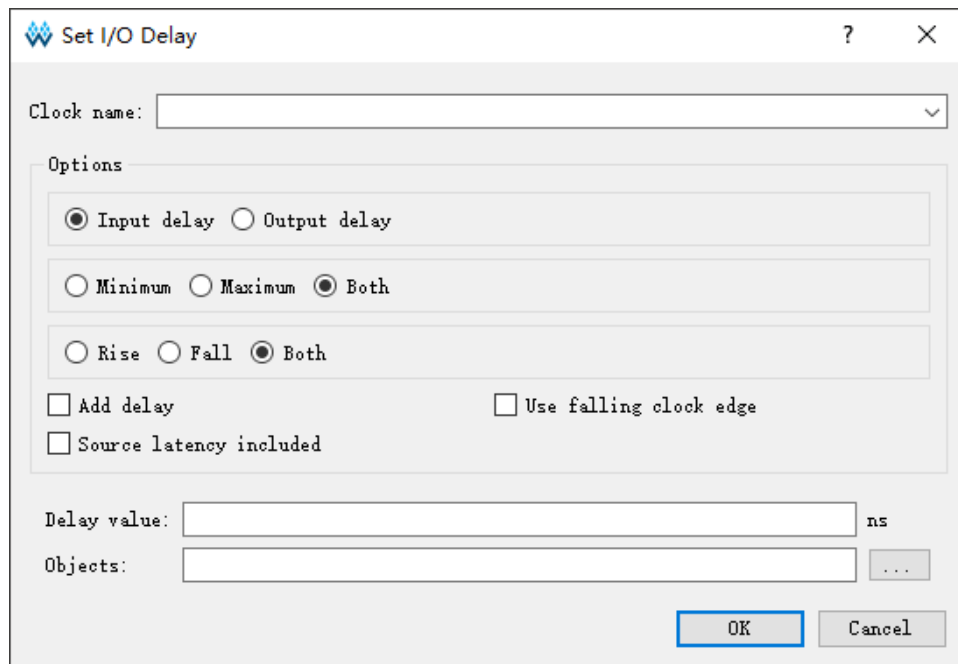 Set I/O Delay ?
Clock name:
Options
Input delay Output delay
Minimum Maximum Both
Rise Fall Both
Add delay Use falling clock edge
Source latency included
Delay value: ns
Objects: ...
OK Cancel